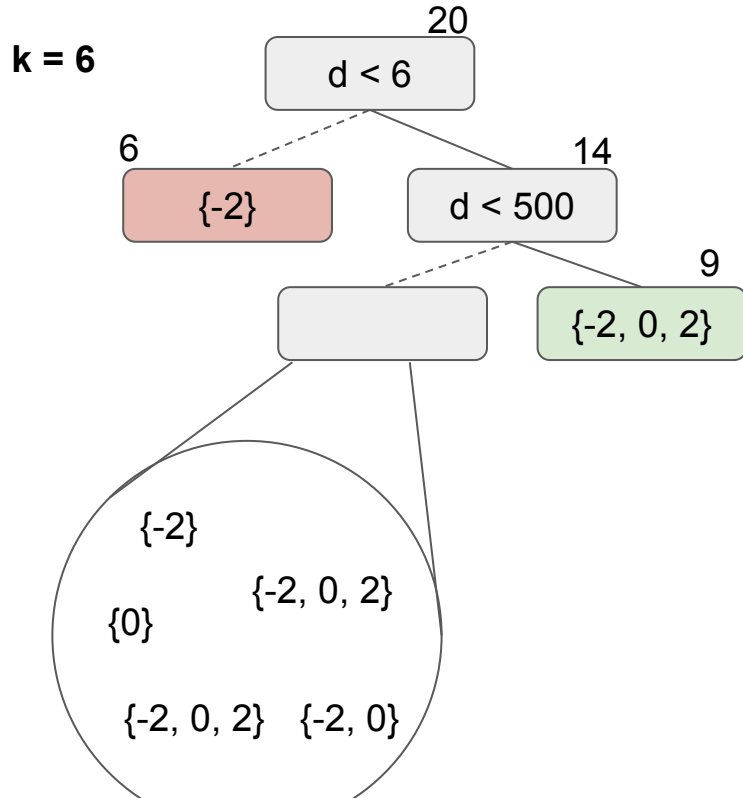 20
k = 6
d < 6
6
14
{-2}
d < 500
9
{-2, 0, 2}
{-2}
{-2, 0, 2}
{0}
{-2, 0, 2}
{-2, 0}